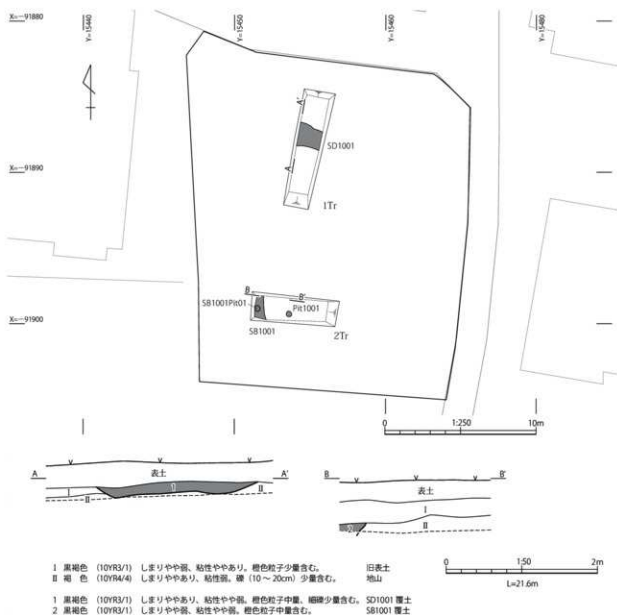 X=-91880
Y=15440
Y=15450
Y=15460
Y=15480
A'
SD1001
X=-91890
A
1Tr
B
B'
SB1001Pit01
Pit1001
X=-91900
SB1001
2Tr
0 1:250 10m
A 表土 A'
I 1 II
II
B B'
表土
I
II
2
I 黒褐色 (10YR3/1) しまりやや弱、粘性ややあり。橙色粒子少量含む。 旧表土
II 褐 色 (10YR4/4) しまりあり、粘性弱。礫(10～20cm)少量含む。 地山
1 黒褐色 (10YR3/1) しまりややあり、粘性やや弱。橙色粒子中量、細礫少量含む。 SD1001 覆土
2 黒褐色 (10YR3/1) しまりやや弱、粘性やや弱。橙色粒子中量含む。 SB1001 覆土
0 1:50 2m
L=21.6m